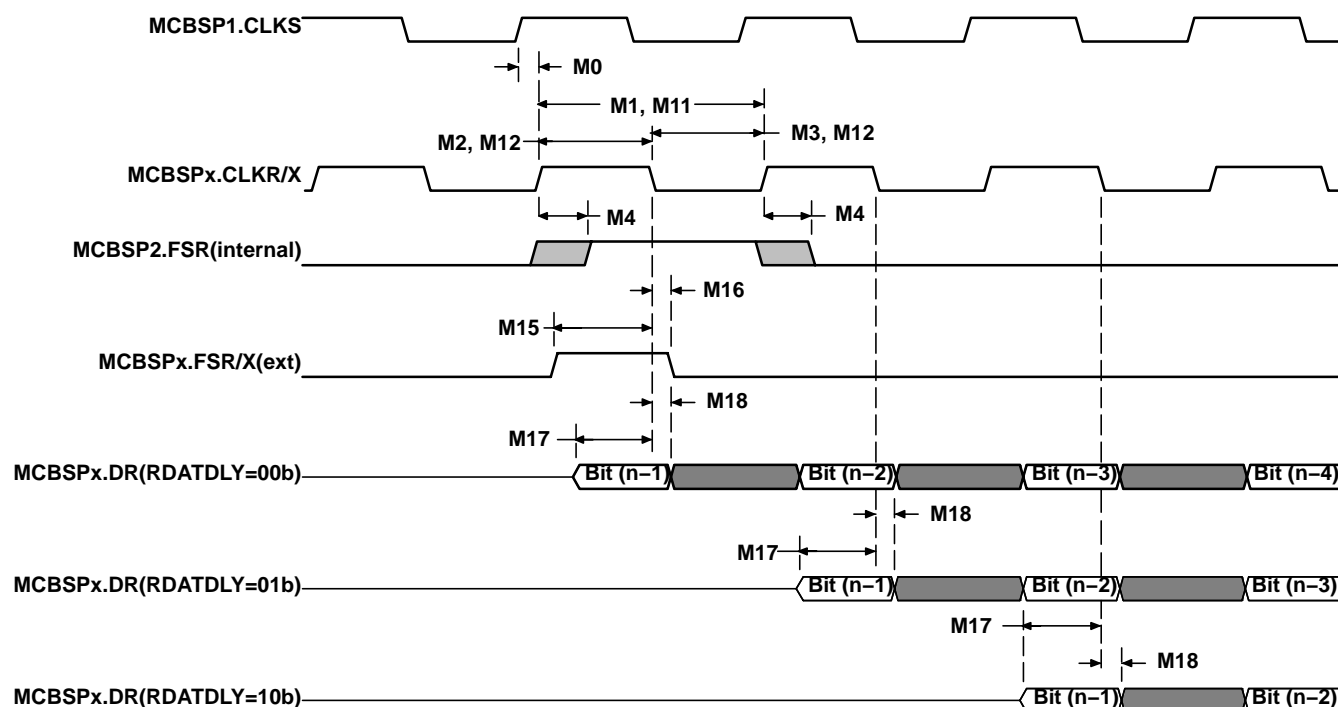 MCBSP1.CLKS
M0
M1, M11
M2, M12
M3, M12
MCBSPx.CLKR/X
M4
M4
MCBSP2.FSR(internal)
M16
M15
MCBSPx.FSR/X(ext)
M18
M17
MCBSPx.DR(RDATDLY=00b)
Bit (n−1)
Bit (n−2)
Bit (n−3)
Bit (n−4)
M18
M17
MCBSPx.DR(RDATDLY=01b)
Bit (n−1)
Bit (n−2)
Bit (n−3)
M17
M18
MCBSPx.DR(RDATDLY=10b)
Bit (n−1)
Bit (n−2)